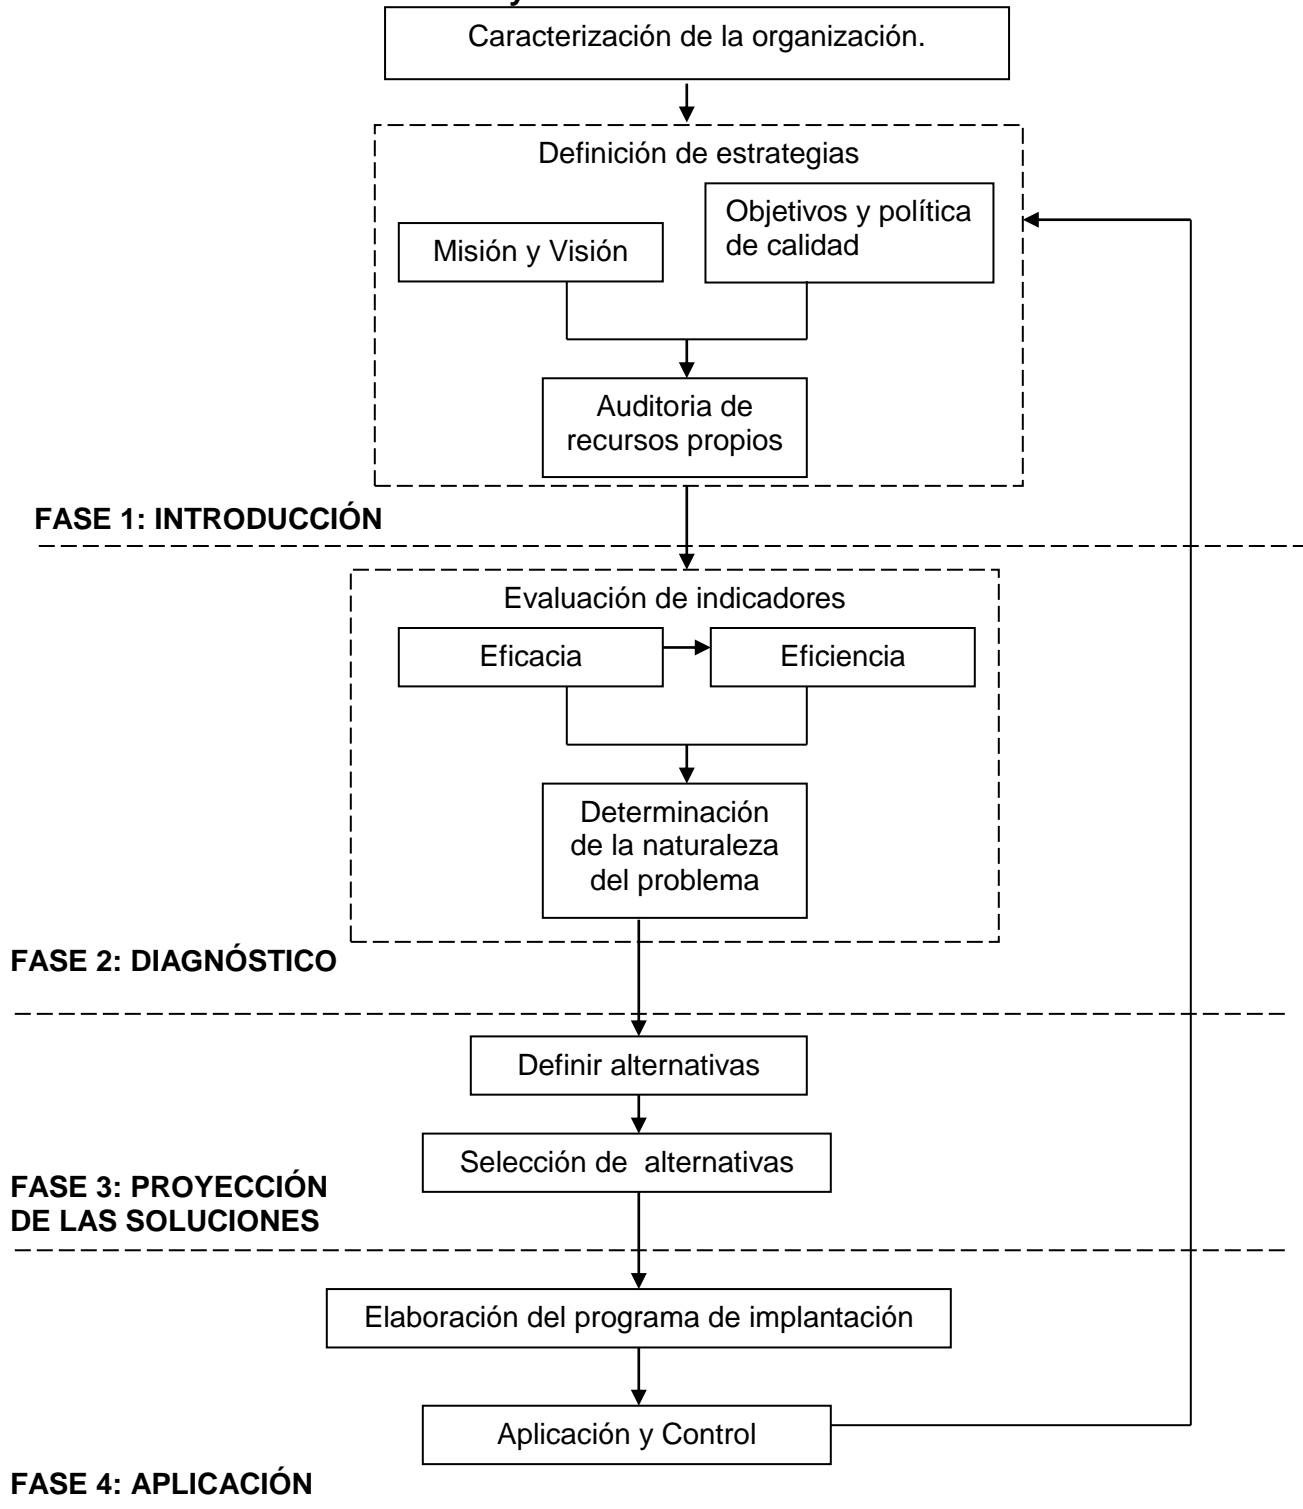 Caracterización de la organización.
Definición de estrategias
Objetivos y política
de calidad
Misión y Visión
Auditoria de
recursos propios
FASE 1: INTRODUCCIÓN
Evaluación de indicadores
Eficacia
Eficiencia
Determinación
de la naturaleza
del problema
FASE 2: DIAGNÓSTICO
Definir alternativas
Selección de  alternativas
FASE 3: PROYECCIÓN
DE LAS SOLUCIONES
Elaboración del programa de implantación
Aplicación y Control
FASE 4: APLICACIÓN